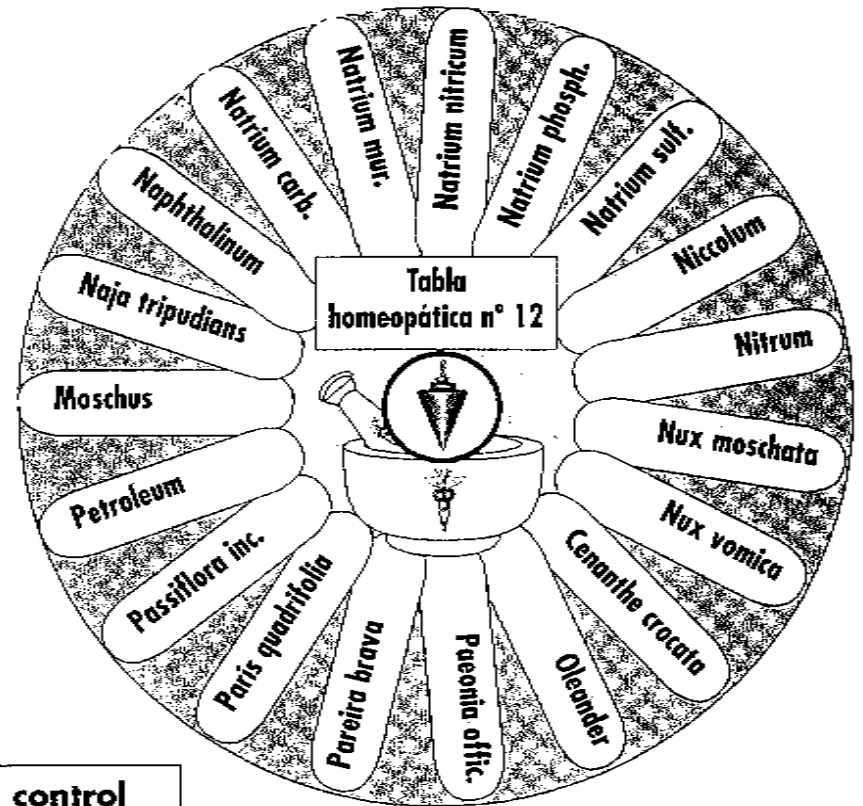 Tabla
homeopática n° 12
Moschus
Naja tripudians
Naphthalinum
Natrium carb.
Natrium mur.
Natrium nitricum
Natrium phosph.
Natrium sulf.
Niccolum
Nitrum
Nux moschata
Nux vomica
Cenanthe crocata
Oleander
Paeonia offic.
Pareira brava
Paris quadrifolia
Passiflora inc.
Petroleum
control